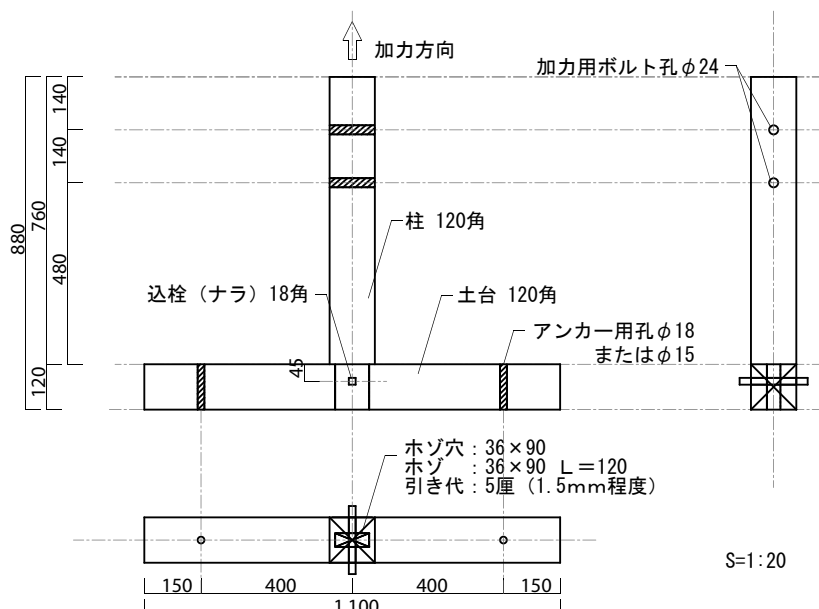 加力方向
加力用ボルト孔φ24
140
140
760
880
480
柱 120角
込栓（ナラ）18角
土台 120角
アンカー用孔φ18
またはφ15
45
120
ホゾ穴：36×90
ホゾ　：36×90 L＝120
引き代：5厘（1.5mm程度）
S=1:20
150
400
400
150
1,100